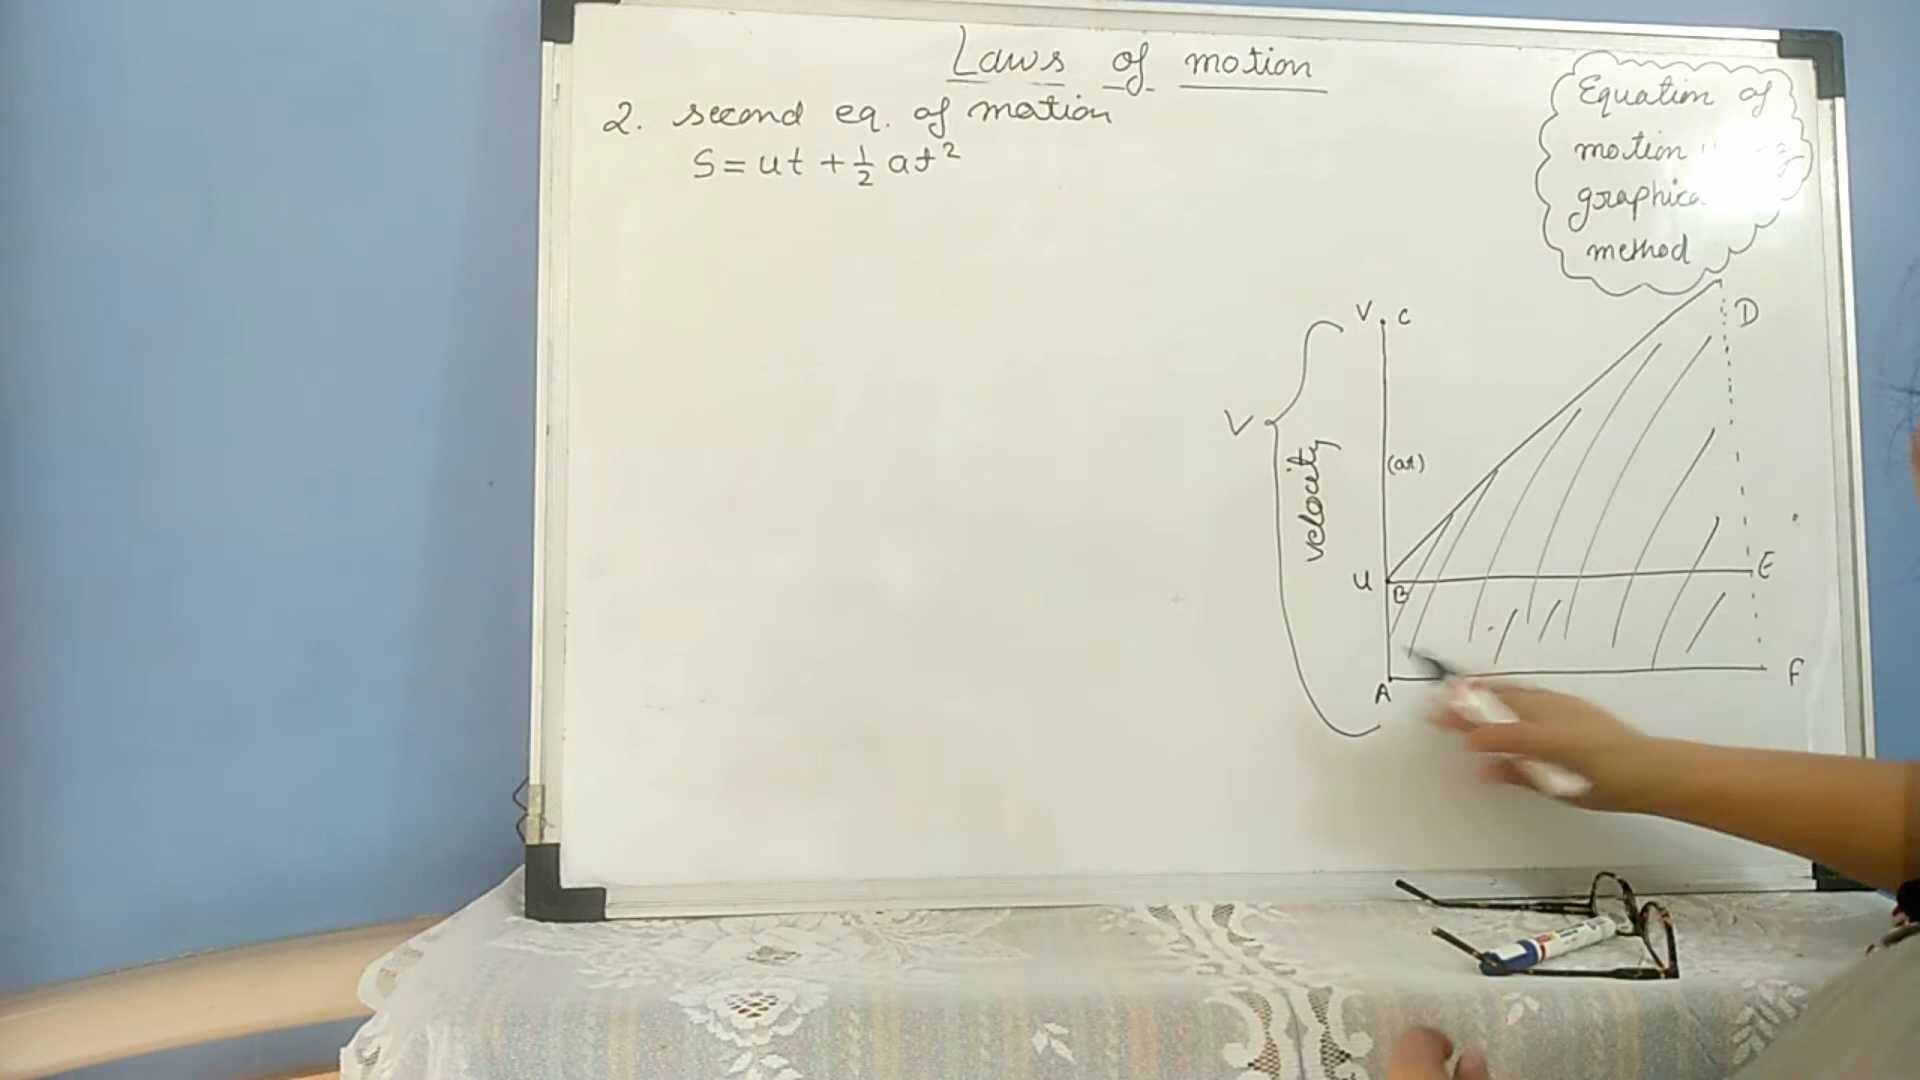 Laws of motion
2. second eq. of motion
S = ut + 1/2 at²
Equation of
motion
graphica
method
V C
D
V
velocity
(at)
U
B
E
A
F